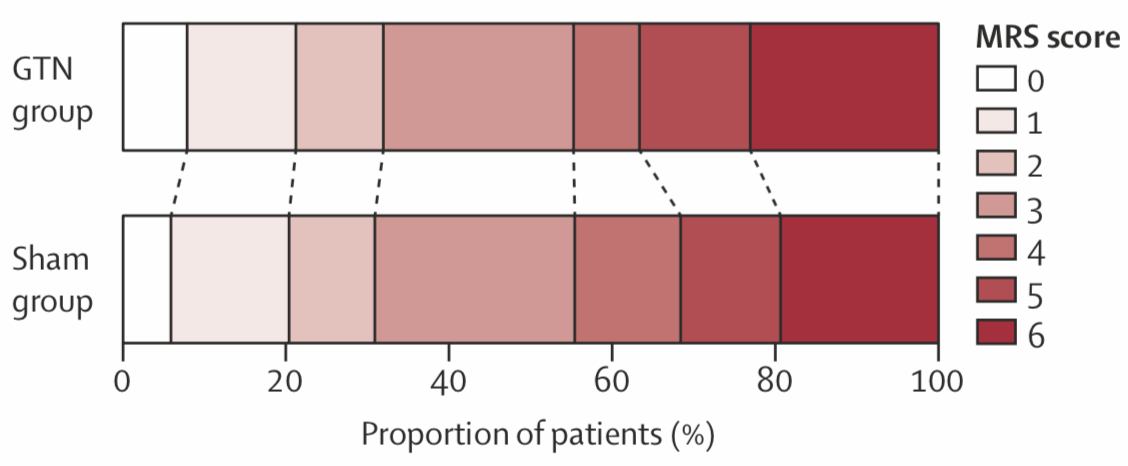 MRS score
GTN
group
0
1
2
3
4
5
6
Sham
group
0 20 40 60 80 100
Proportion of patients (%)